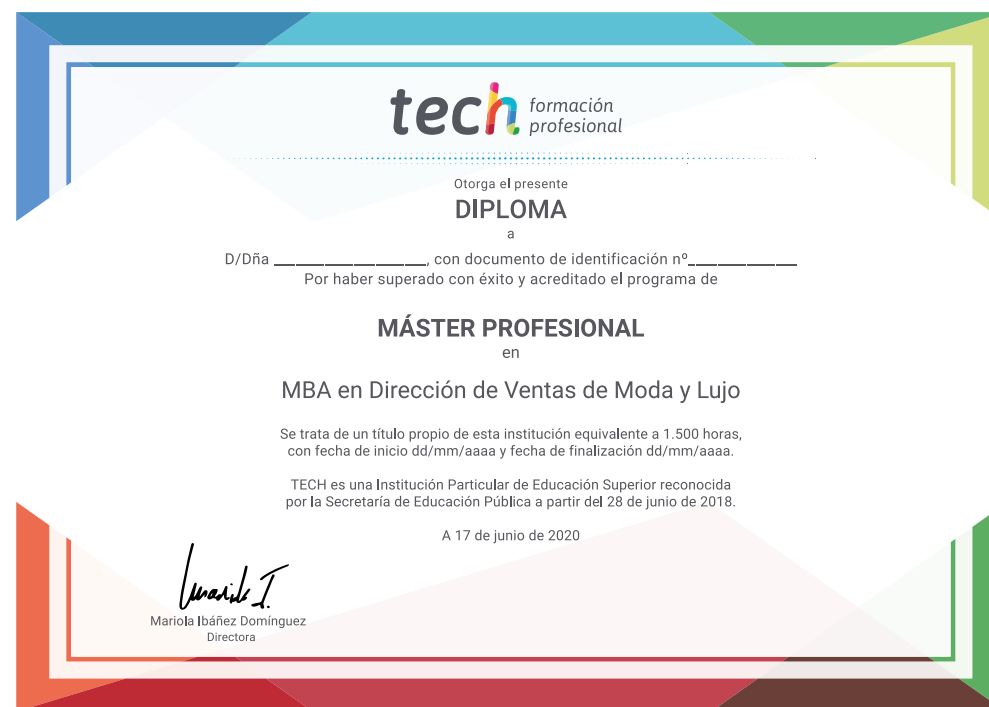 tech formación
profesional
Otorga el presente
DIPLOMA
a
D/Dña __________________, con documento de identificación nº_____________
Por haber superado con éxito y acreditado el programa de
MÁSTER PROFESIONAL
en
MBA en Dirección de Ventas de Moda y Lujo
Se trata de un título propio de esta institución equivalente a 1.500 horas,
con fecha de inicio dd/mm/aaaa y fecha de finalización dd/mm/aaaa.
TECH es una Institución Particular de Educación Superior reconocida
por la Secretaría de Educación Pública a partir del 28 de junio de 2018.
A 17 de junio de 2020
Mariola Ibáñez Domínguez
Directora